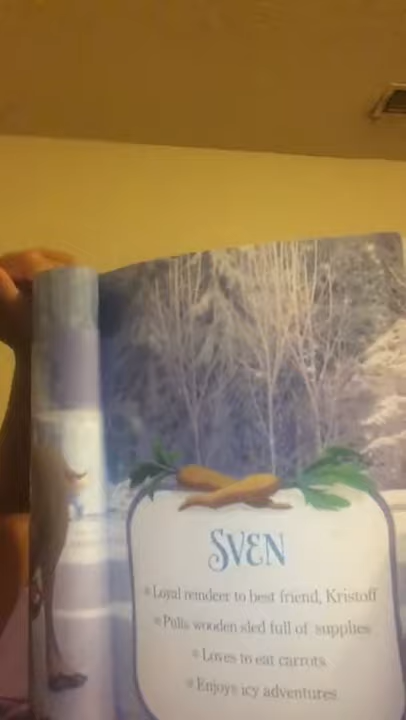 SVEN
* Loyal reindeer to best friend, Kristoff
* Pulls wooden sled full of supplies
* Loves to eat carrots
* Enjoys icy adventures